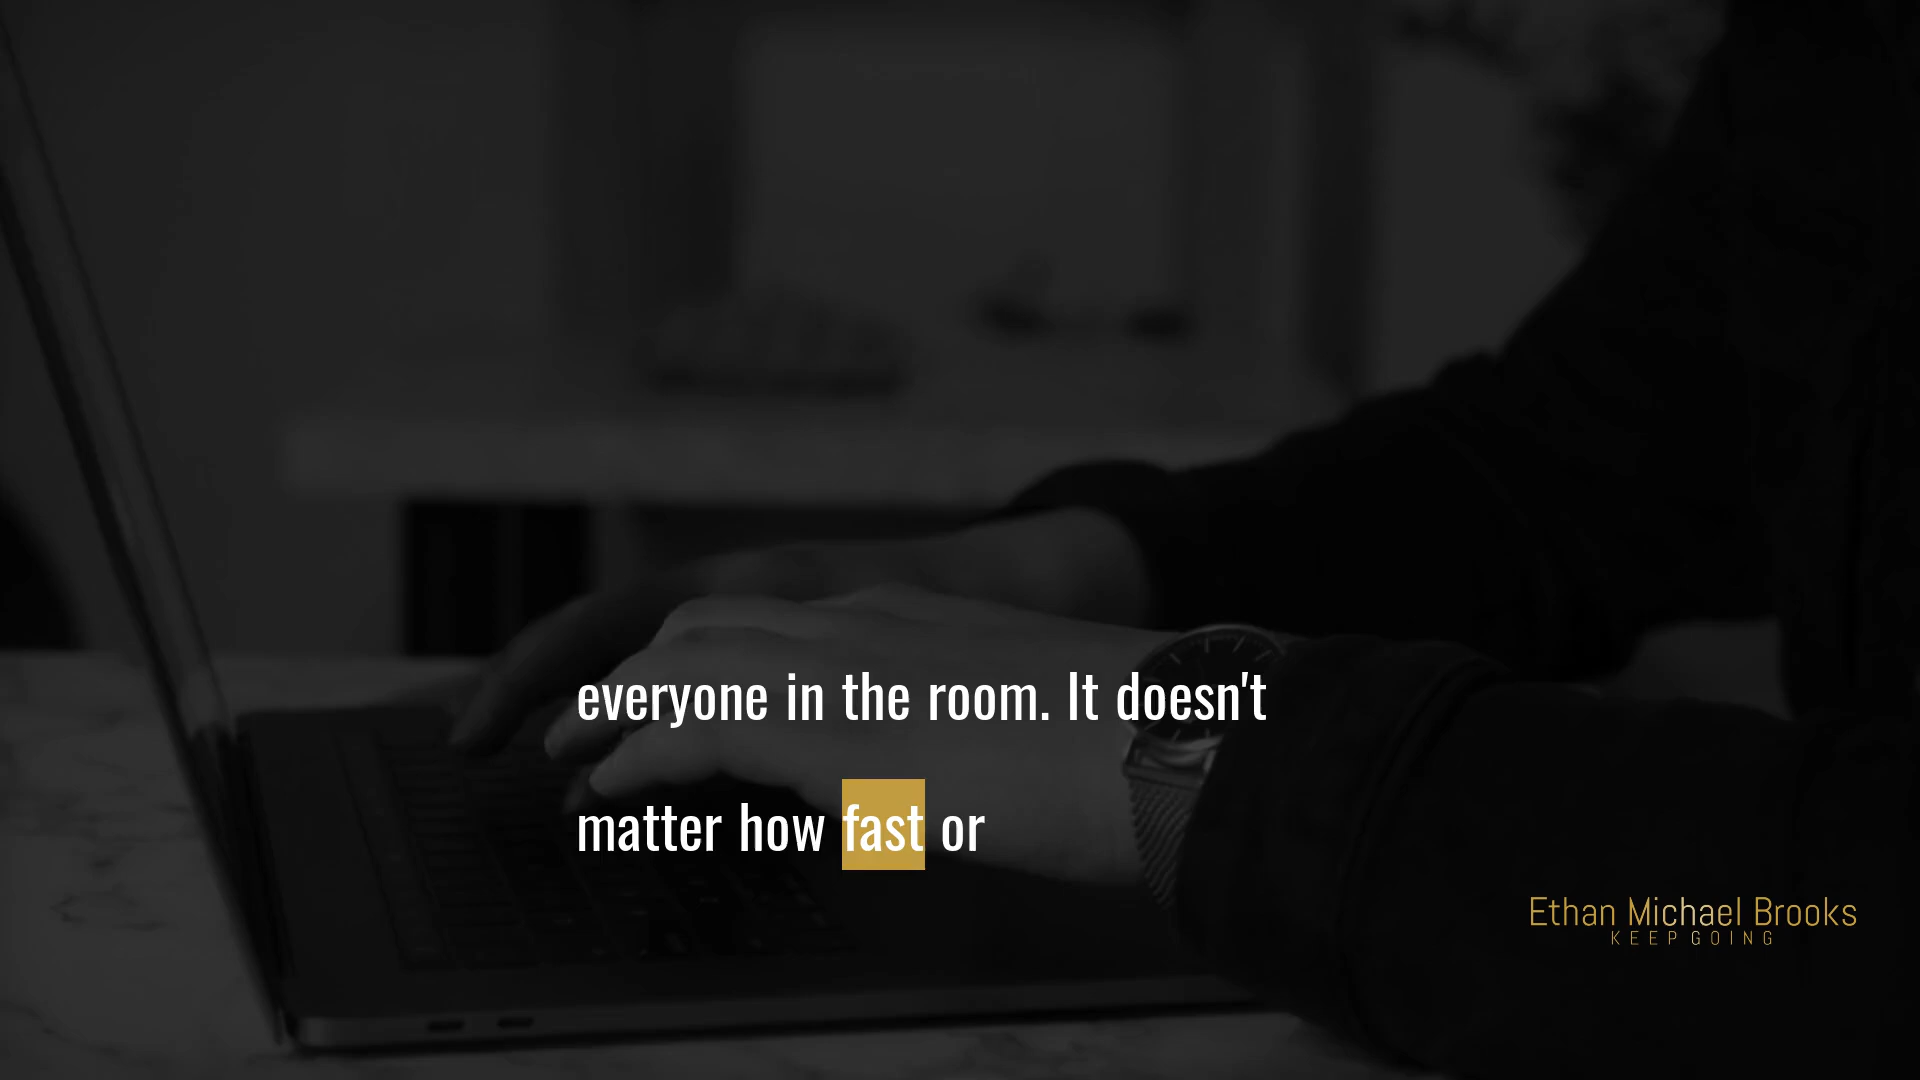 everyone in the room. It doesn't
matter how fast or
Ethan Michael Brooks
KEEP GOING